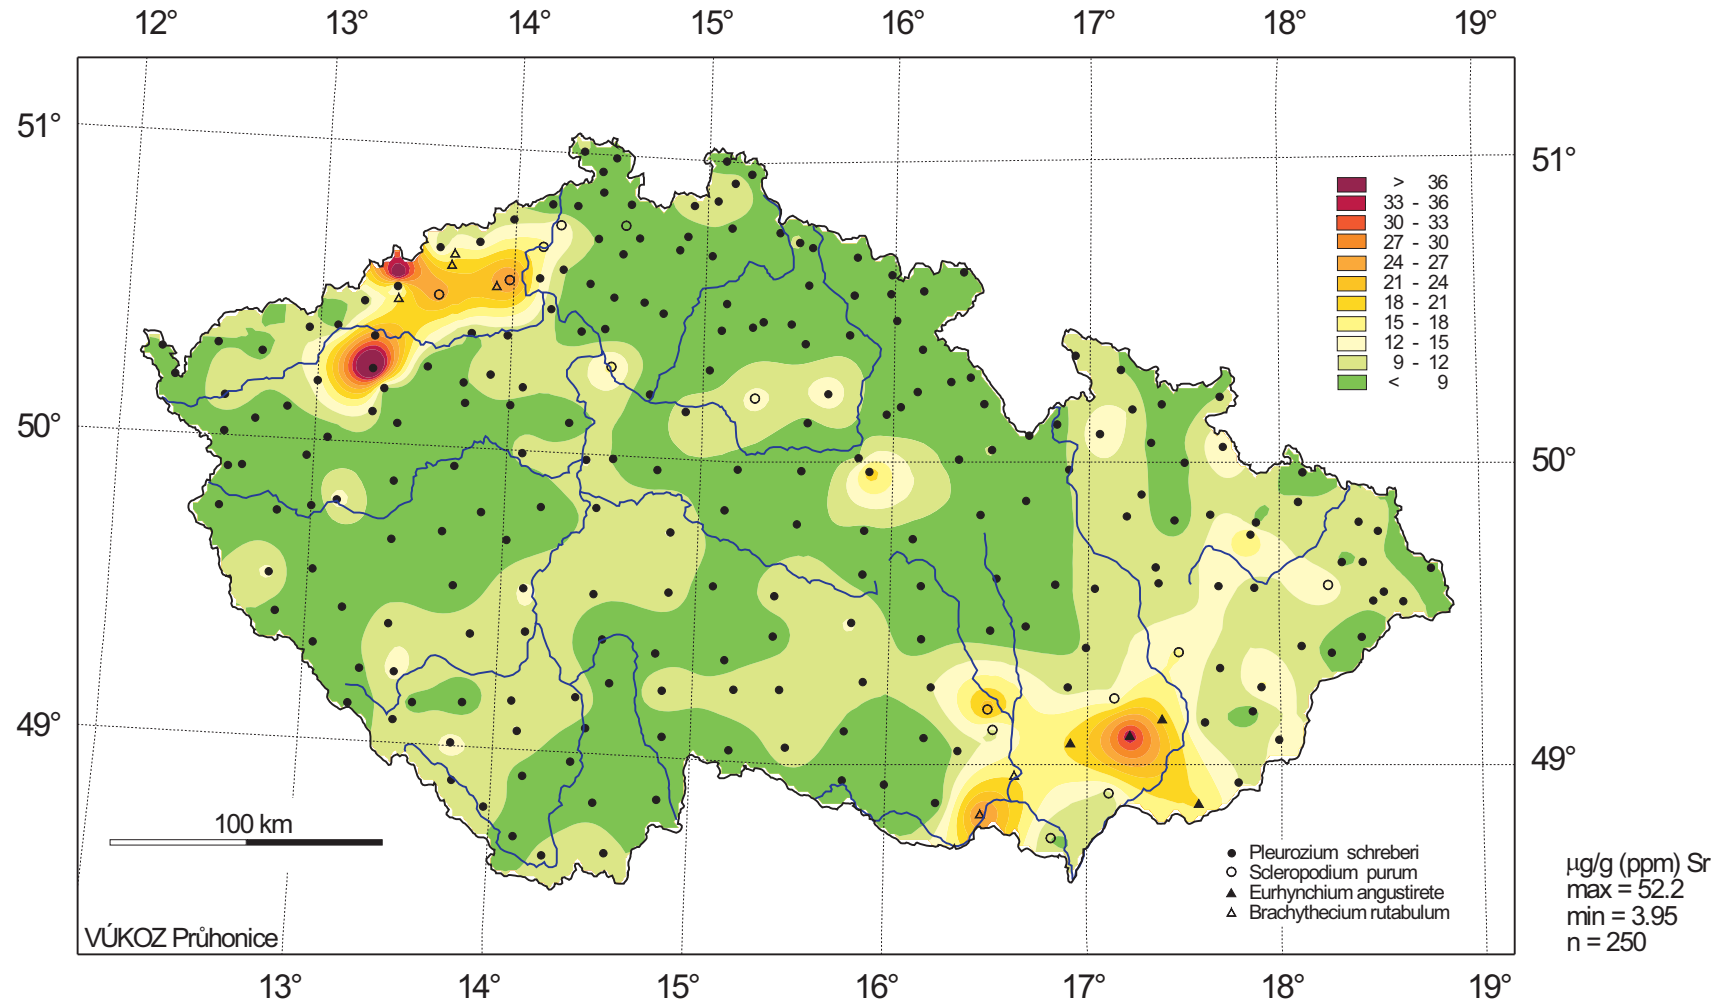 12° 13° 14° 15° 16° 17° 18° 19°
51°
51°
> 36
33 - 36
30 - 33
27 - 30
24 - 27
21 - 24
18 - 21
15 - 18
12 - 15
9 - 12
< 9
50°
50°
49°
49°
100 km
Pleurozium schreberi
Scleropodium purum
Eurhynchium angustirete
Brachythecium rutabulum
µg/g (ppm) Sr
max = 52.2
min = 3.95
n = 250
VÚKOZ Průhonice
13° 14° 15° 16° 17° 18° 19°